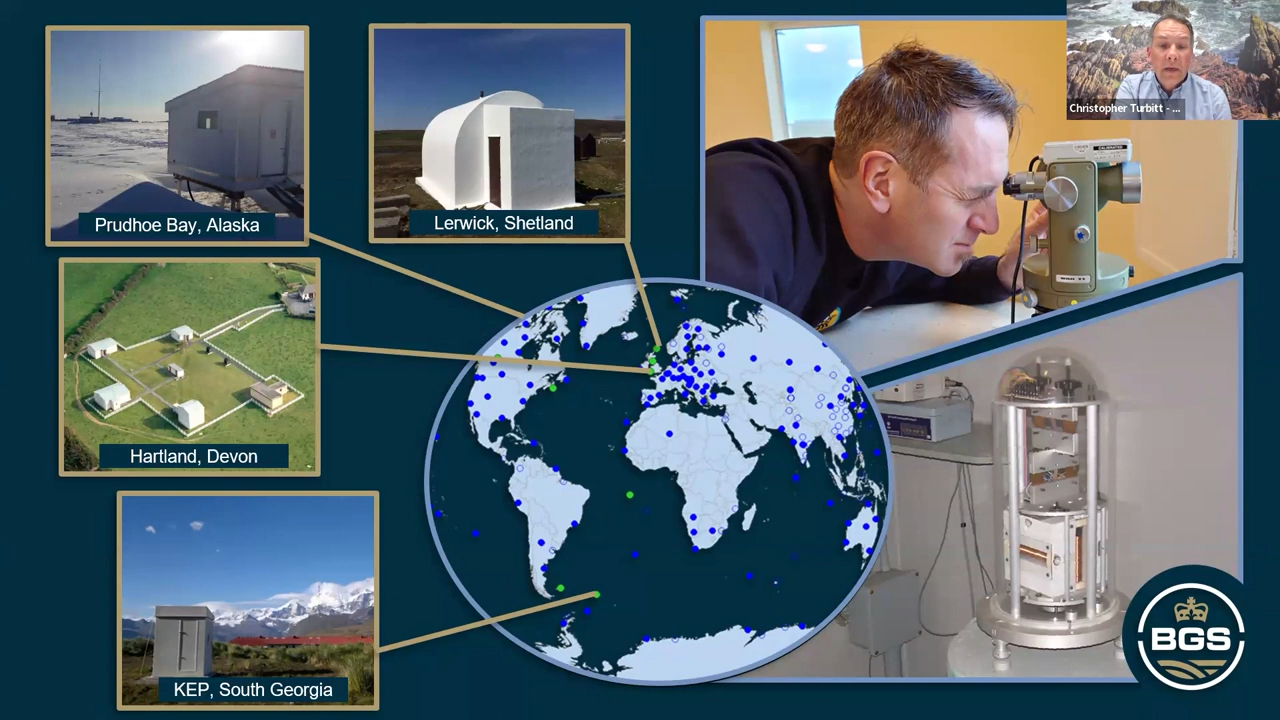 Prudhoe Bay, Alaska
Lerwick, Shetland
Christopher Turbitt - ...
Hartland, Devon
KEP, South Georgia
BGS